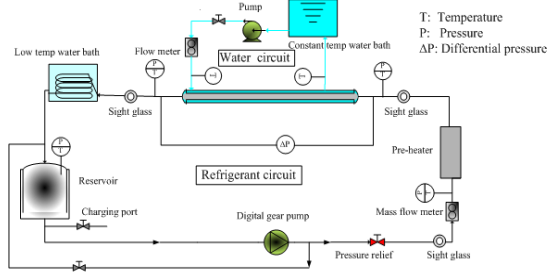 Pump
T: Temperature
P: Pressure
ΔP: Differential pressure
Flow meter
Constant temp water bath
Low temp water bath
Water circuit
P
T
T
T
P
T
Sight glass
Sight glass
ΔP
Pre-heater
P
T
Refrigerant circuit
Reservoir
P
T
Charging port
Mass flow meter
Digital gear pump
Pressure relief
Sight glass